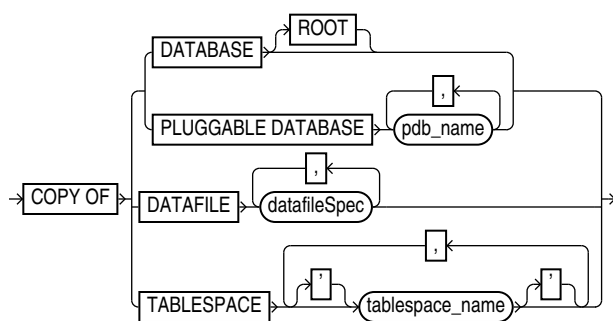 ROOT
DATABASE
,
PLUGGABLE DATABASE pdb_name
,
COPY OF DATAFILE datafileSpec
,
' '
TABLESPACE tablespace_name